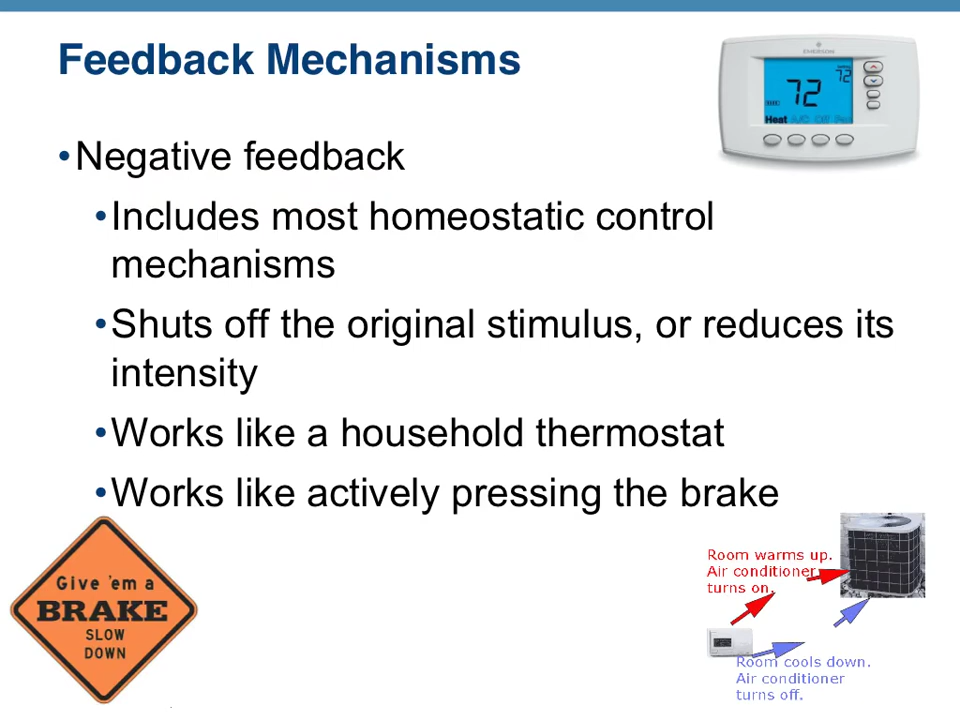 Feedback Mechanisms
EMERSON
72
72
Heat A/C Off
•Negative feedback
•Includes most homeostatic control
mechanisms
•Shuts off the original stimulus, or reduces its
intensity
•Works like a household thermostat
•Works like actively pressing the brake
Give 'em a
BRAKE
SLOW
DOWN
Room warms up.
Air conditioner
turns on.
Room cools down.
Air conditioner
turns off.